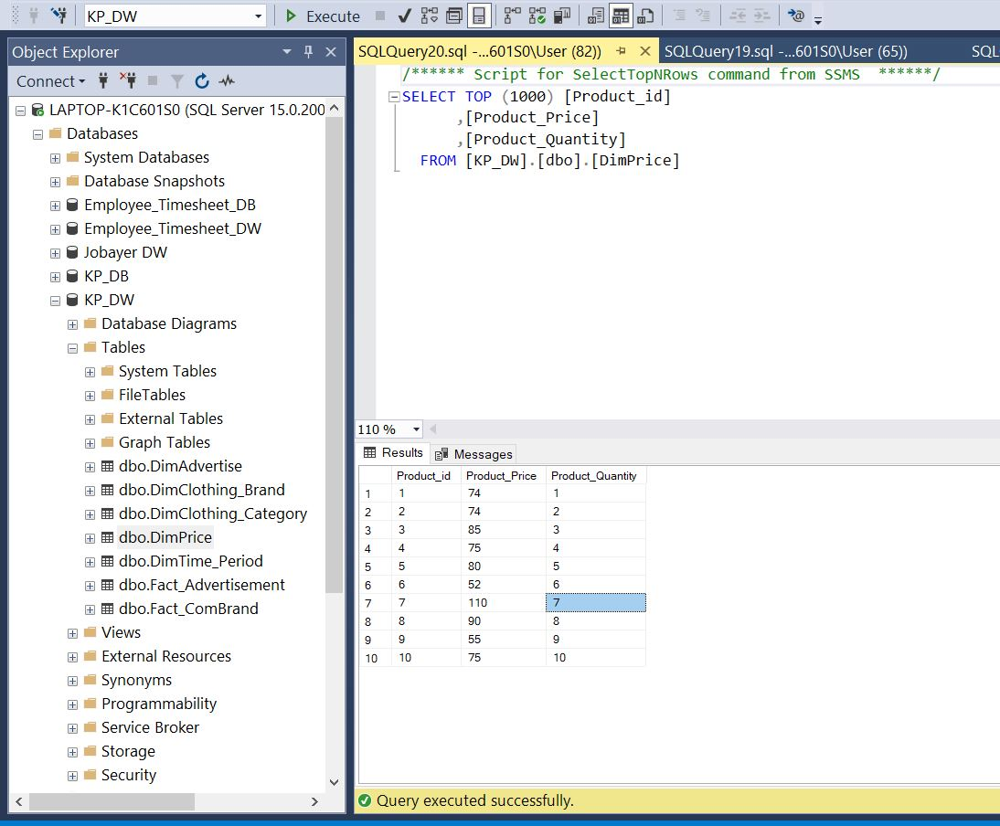 KP_DW
Execute
Object Explorer
Connect
LAPTOP-K1C601S0 (SQL Server 15.0.200
Databases
System Databases
Database Snapshots
Employee_Timesheet_DB
Employee_Timesheet_DW
Jobayer DW
KP_DB
KP_DW
Database Diagrams
Tables
System Tables
FileTables
External Tables
Graph Tables
dbo.DimAdvertise
dbo.DimClothing_Brand
dbo.DimClothing_Category
dbo.DimPrice
dbo.DimTime_Period
dbo.Fact_Advertisement
dbo.Fact_ComBrand
Views
External Resources
Synonyms
Programmability
Service Broker
Storage
Security
SQLQuery20.sql -...601S0\User (82)) SQLQuery19.sql -...601S0\User (65)) SQL
/****** Script for SelectTopNRows command from SSMS ******/
SELECT TOP (1000) [Product_id]
,[Product_Price]
,[Product_Quantity]
FROM [KP_DW].[dbo].[DimPrice]
110 %
Results Messages
Product_id Product_Price Product_Quantity
1 1 74 1
2 2 74 2
3 3 85 3
4 4 75 4
5 5 80 5
6 6 52 6
7 7 110 7
8 8 90 8
9 9 55 9
10 10 75 10
Query executed successfully.